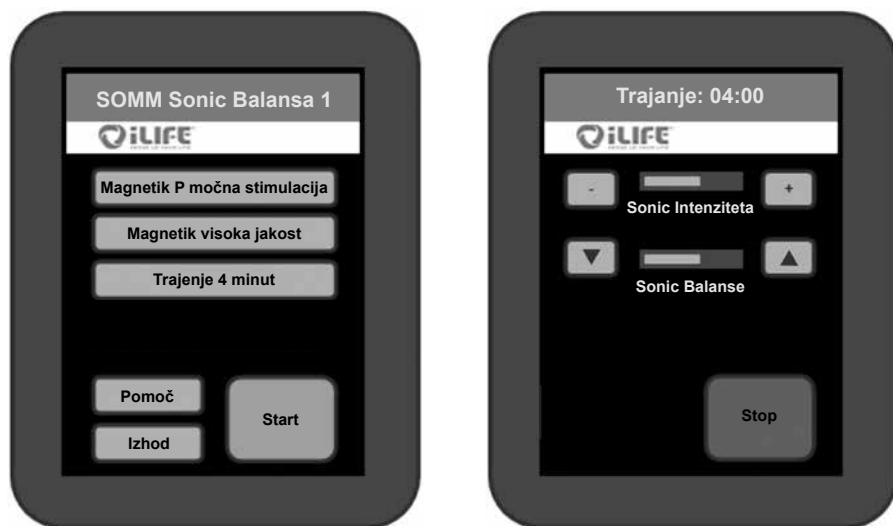 SOMM Sonic Balansa 1
iLIFE
Magnetik P močna stimulacija
Magnetik visoka jakost
Trajenje 4 minut
Pomoč
Start
Izhod
Trajanje: 04:00
iLIFE
-
+
Sonic Intenziteta
▼
▲
Sonic Balanse
Stop